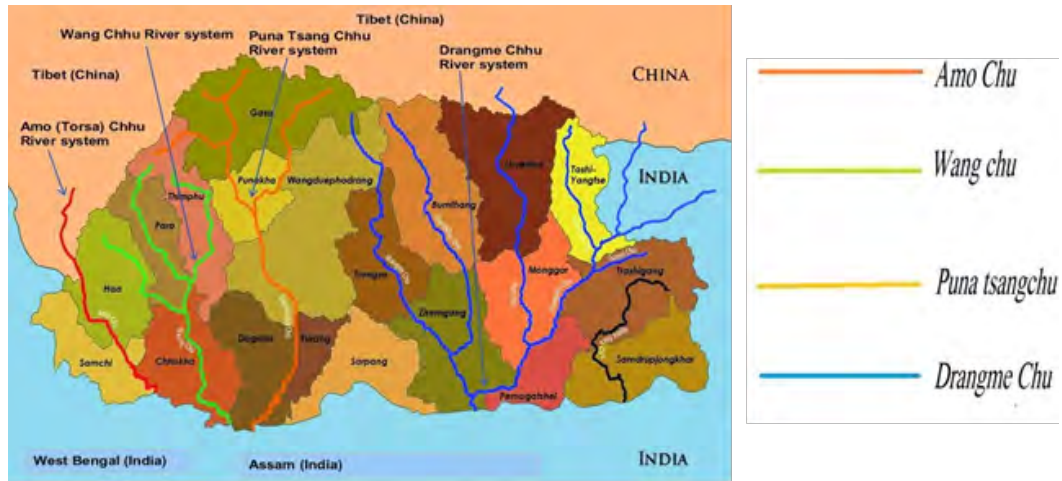 Tibet (China)
Wang Chhu River system
Puna Tsang Chhu
River system
Drangme Chhu
River system
Tibet (China)
CHINA
Amo (Torsa) Chhu
River system
Gasa
Punakha
Wangduephodrang
Thimphu
Paro
Haa
Bumthang
Tashi-
Yangtse
INDIA
Trongsa
Monggar
Trashigang
Zhemgang
Samchi
Chhukha
Dagana
Tsirang
Sarpang
Pemagatshel
Samdrupjongkhar
West Bengal (India)
Assam (India)
INDIA
Amo Chu
Wang chu
Puna tsangchu
Drangme Chu